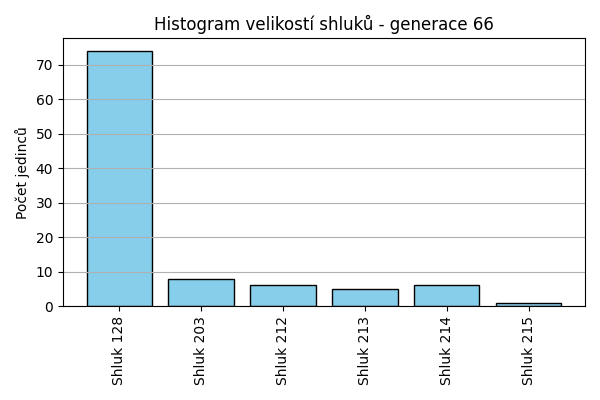 Histogram velikostí shluků - generace 66
Počet jedinců
70
60
50
40
30
20
10
0
Shluk 128
Shluk 203
Shluk 212
Shluk 213
Shluk 214
Shluk 215